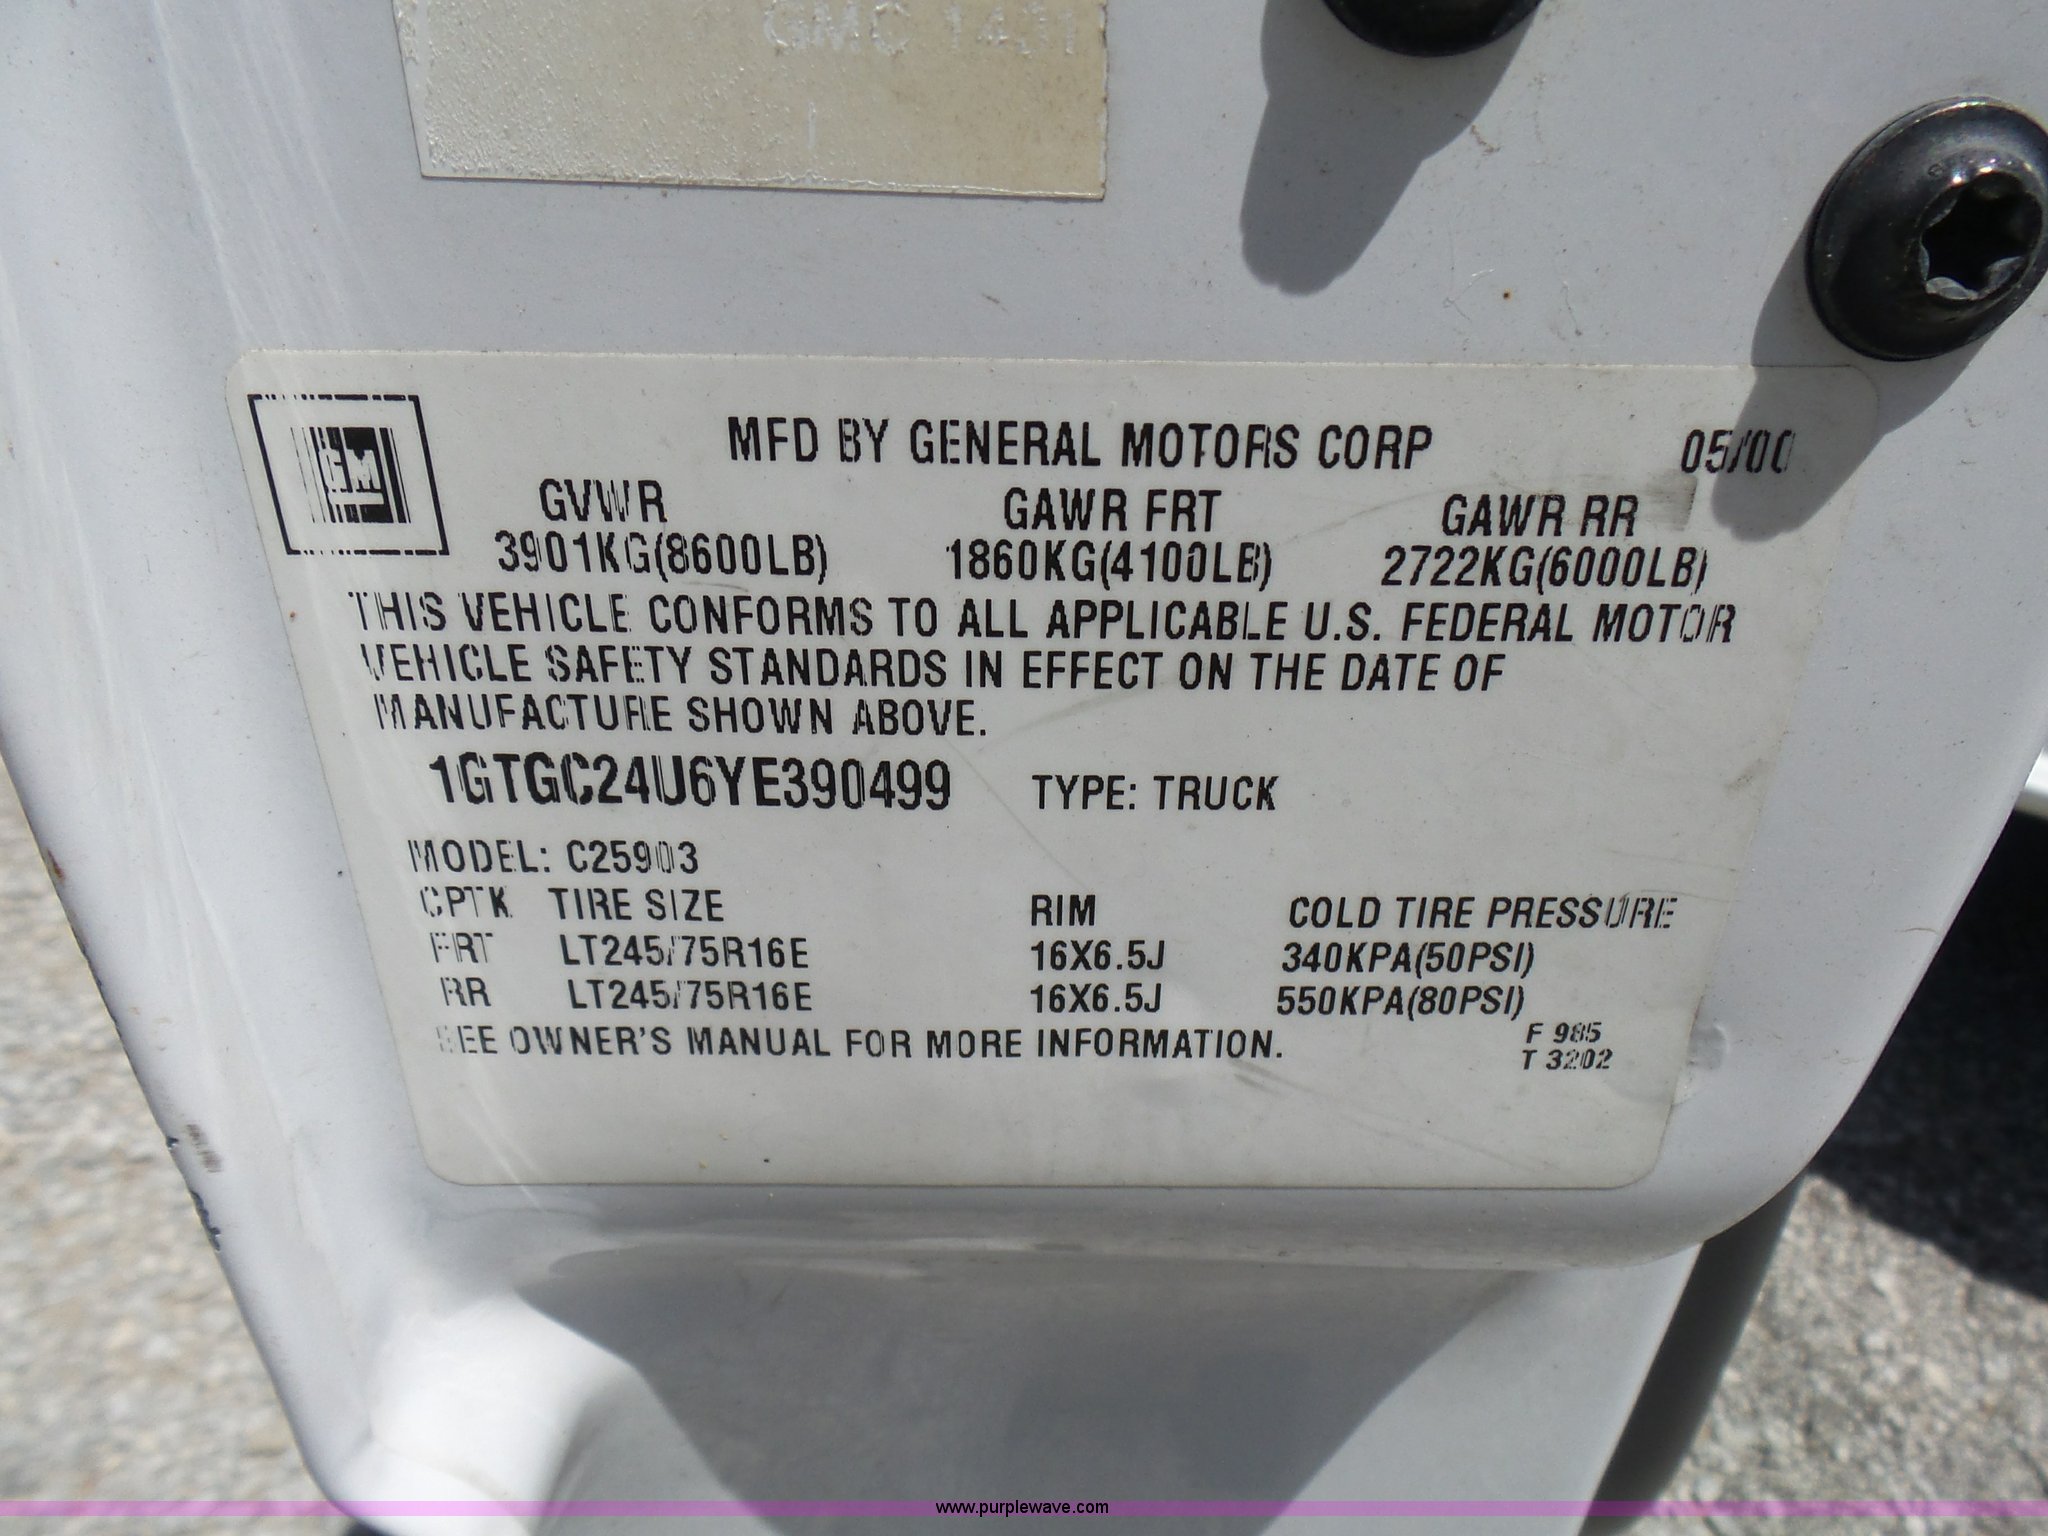 GMC 1431
MFD BY GENERAL MOTORS CORP 05/00
GVWR GAWR FRT GAWR RR
3901KG(8600LB) 1860KG(4100LB) 2722KG(6000LB)
THIS VEHICLE CONFORMS TO ALL APPLICABLE U.S. FEDERAL MOTOR
VEHICLE SAFETY STANDARDS IN EFFECT ON THE DATE OF
MANUFACTURE SHOWN ABOVE.
1GTGC24U6YE390499 TYPE: TRUCK
MODEL: C25903
CPTK TIRE SIZE RIM COLD TIRE PRESSURE
FRT LT245/75R16E 16X6.5J 340KPA(50PSI)
RR LT245/75R16E 16X6.5J 550KPA(80PSI)
SEE OWNER'S MANUAL FOR MORE INFORMATION.
F 985
T 3202
www.purplewave.com